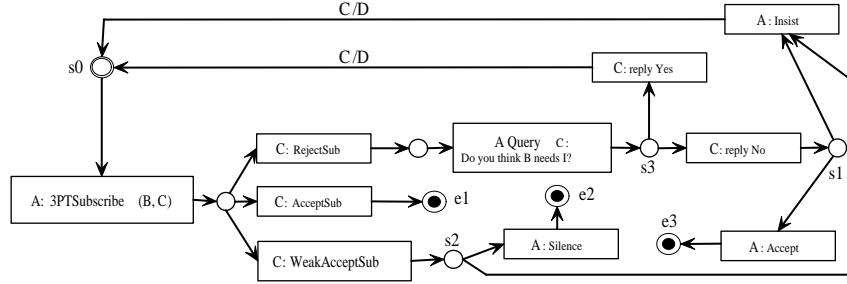 C/D
A: Insist
C/D
s0
C: reply Yes
C: RejectSub
A Query C:
Do you think B needs I?
s3
C: reply No
s1
A: 3PTSubscribe (B, C)
C: AcceptSub
e1
e2
C: WeakAcceptSub
s2
A: Silence
e3
A: Accept